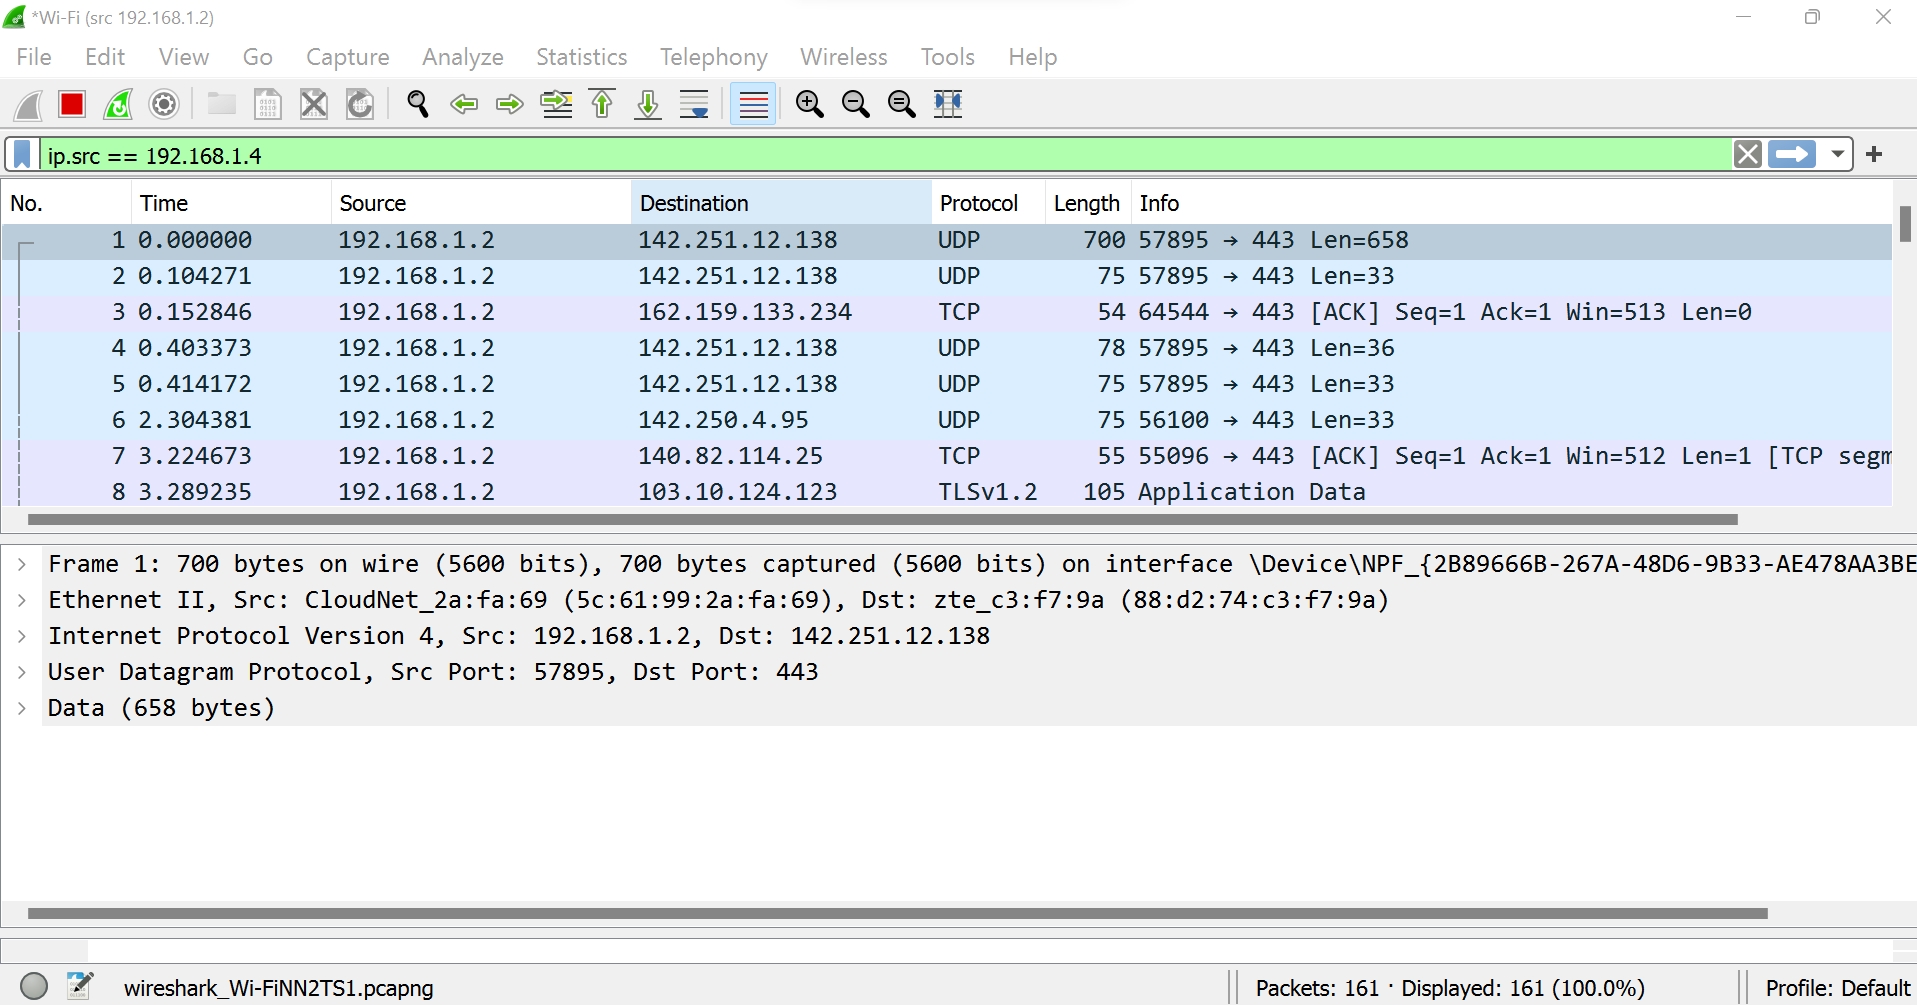 *Wi-Fi (src 192.168.1.2)
File Edit View Go Capture Analyze Statistics Telephony Wireless Tools Help
ip.src == 192.168.1.4
No. Time Source Destination Protocol Length Info
1 0.000000 192.168.1.2 142.251.12.138 UDP 700 57895 → 443 Len=658
2 0.104271 192.168.1.2 142.251.12.138 UDP 75 57895 → 443 Len=33
3 0.152846 192.168.1.2 162.159.133.234 TCP 54 64544 → 443 [ACK] Seq=1 Ack=1 Win=513 Len=0
4 0.403373 192.168.1.2 142.251.12.138 UDP 78 57895 → 443 Len=36
5 0.414172 192.168.1.2 142.251.12.138 UDP 75 57895 → 443 Len=33
6 2.304381 192.168.1.2 142.250.4.95 UDP 75 56100 → 443 Len=33
7 3.224673 192.168.1.2 140.82.114.25 TCP 55 55096 → 443 [ACK] Seq=1 Ack=1 Win=512 Len=1 [TCP segm
8 3.289235 192.168.1.2 103.10.124.123 TLSv1.2 105 Application Data
Frame 1: 700 bytes on wire (5600 bits), 700 bytes captured (5600 bits) on interface \Device\NPF_{2B89666B-267A-48D6-9B33-AE478AA3BE
Ethernet II, Src: CloudNet_2a:fa:69 (5c:61:99:2a:fa:69), Dst: zte_c3:f7:9a (88:d2:74:c3:f7:9a)
Internet Protocol Version 4, Src: 192.168.1.2, Dst: 142.251.12.138
User Datagram Protocol, Src Port: 57895, Dst Port: 443
Data (658 bytes)
wireshark_Wi-FiNN2TS1.pcapng Packets: 161 · Displayed: 161 (100.0%) Profile: Default